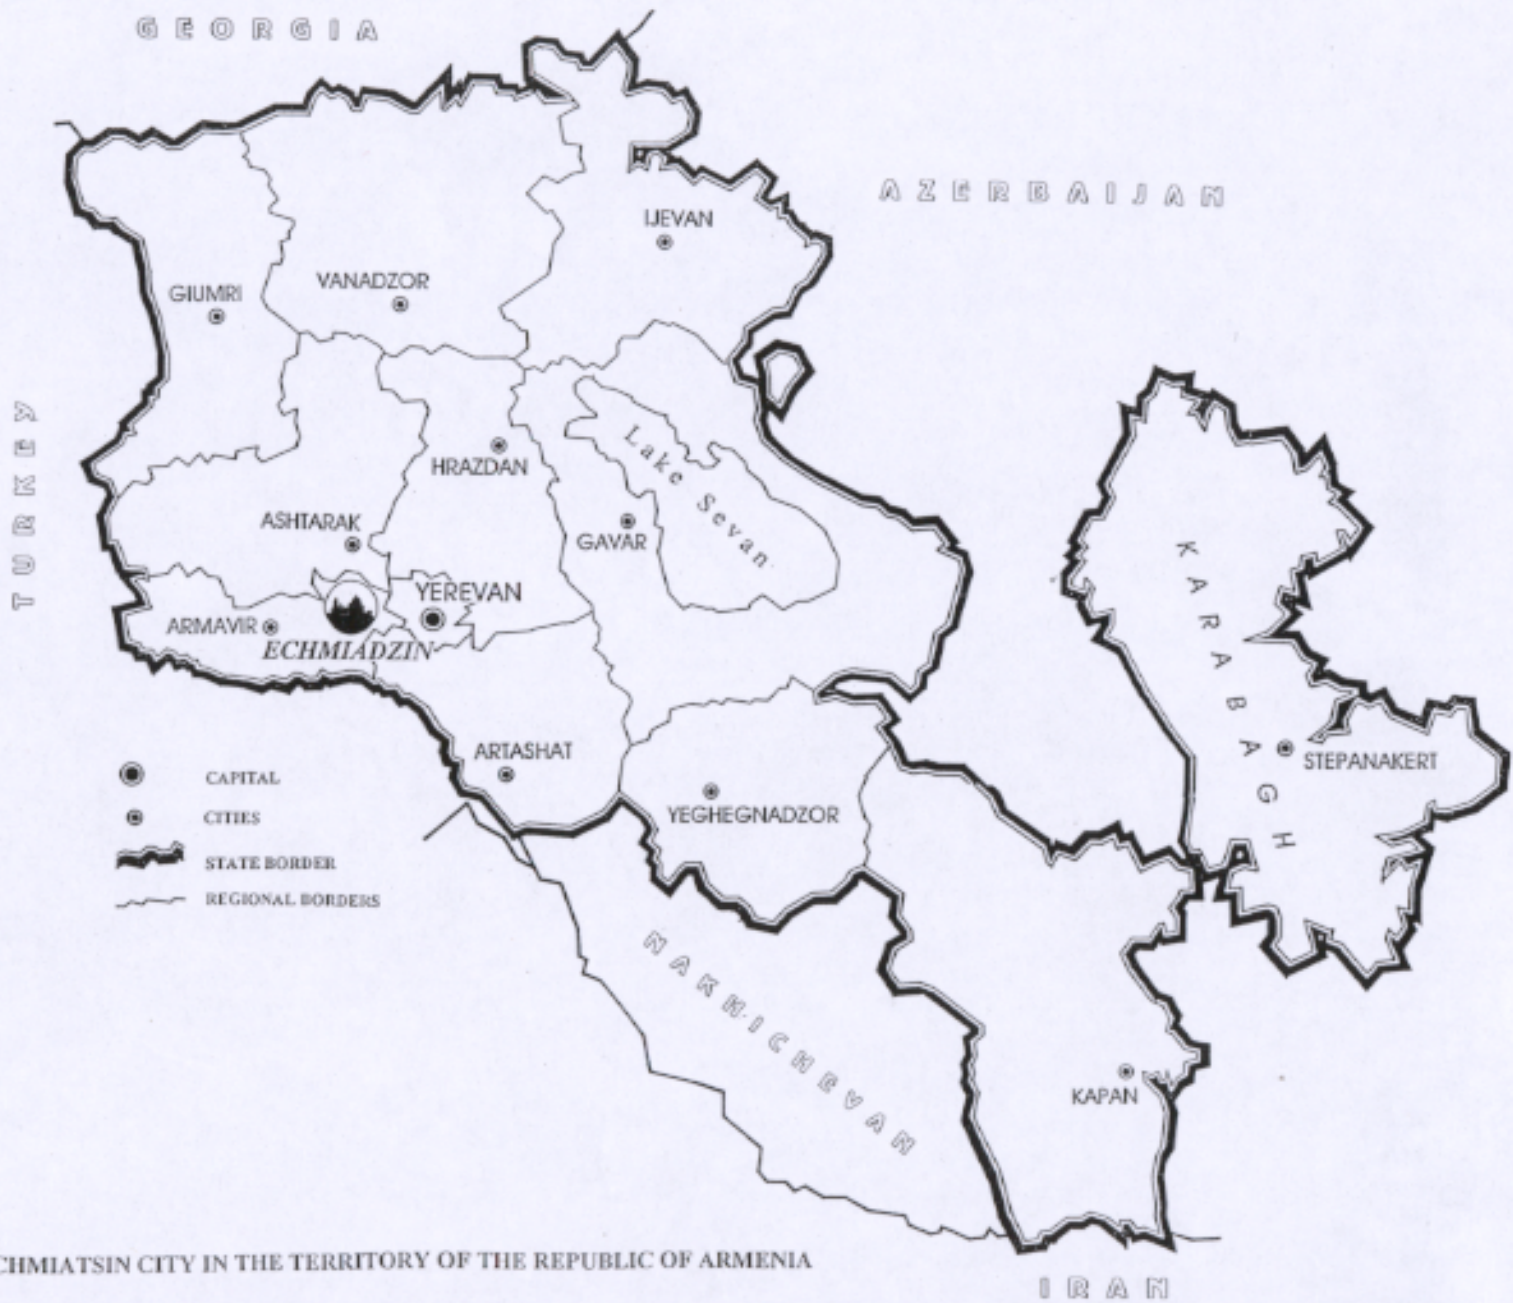 GEORGIA
AZERBAIJAN
IJEVAN
VANADZOR
GIUMRI
TURKEY
Lake Sevan
HRAZDAN
ASHTARAK
GAVAR
KARABAGH
YEREVAN
ARMAVIR
ECHMIADZIN
ARTASHAT
STEPANAKERT
YEGHEGNADZOR
CAPITAL
CITIES
STATE BORDER
REGIONAL BORDERS
NAKHICHEVAN
KAPAN
CHMIATSIN CITY IN THE TERRITORY OF THE REPUBLIC OF ARMENIA
IRAN